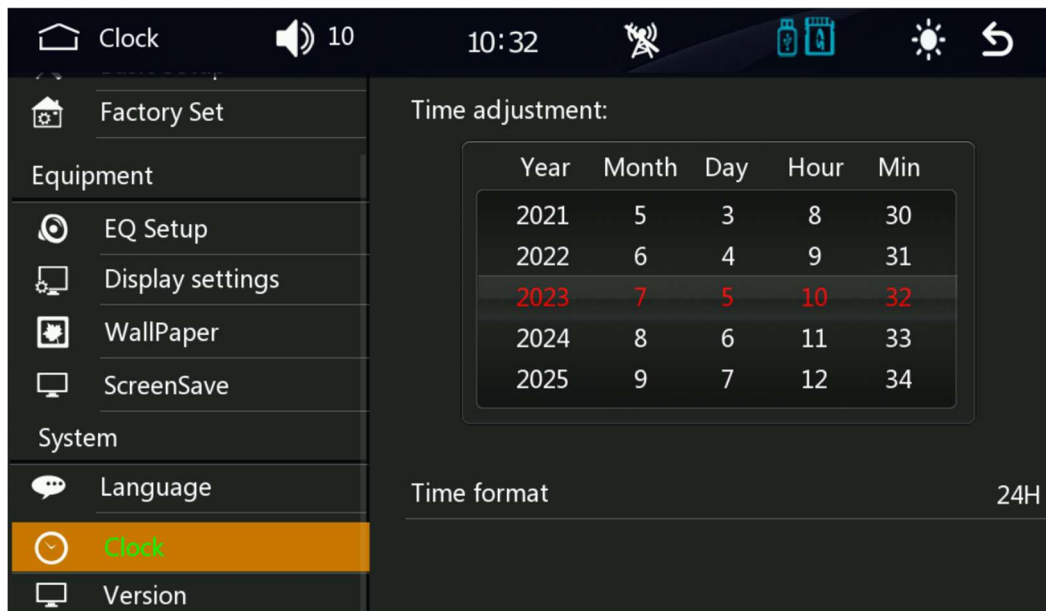 Clock 10 10:32
Factory Set
Equipment
EQ Setup
Display settings
WallPaper
ScreenSave
System
Language
Clock
Version
Time adjustment:
Year Month Day Hour Min
2021 5 3 8 30
2022 6 4 9 31
2023 7 5 10 32
2024 8 6 11 33
2025 9 7 12 34
Time format 24H